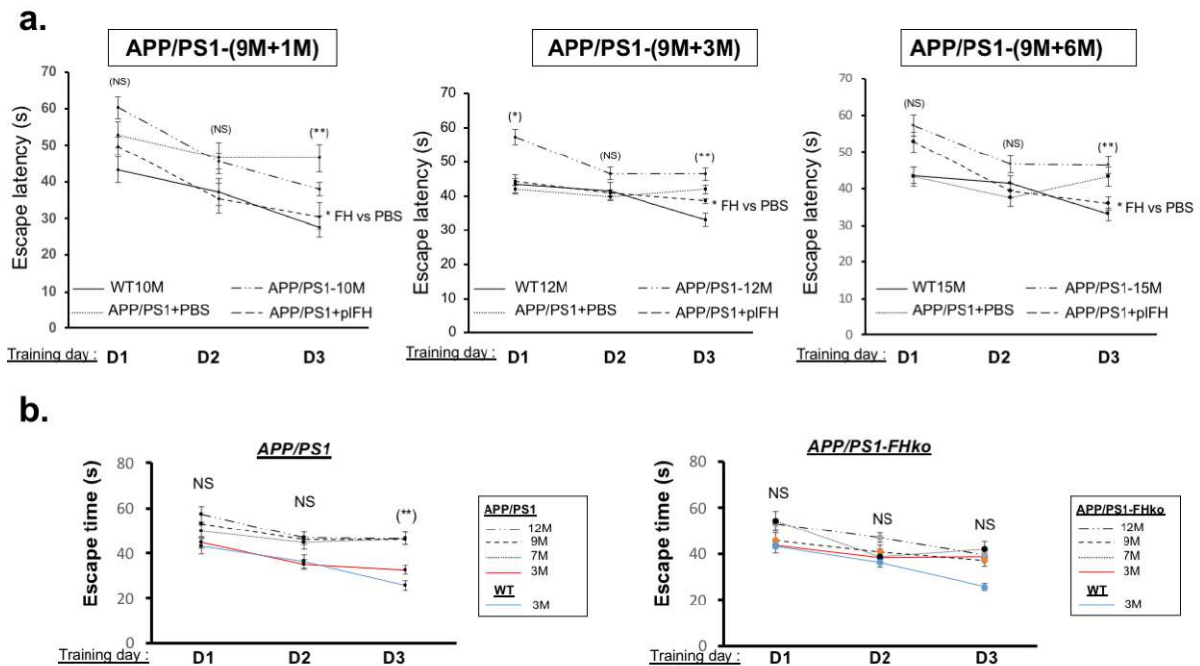 a.
APP/PS1-(9M+1M)
APP/PS1-(9M+3M)
APP/PS1-(9M+6M)
Escape latency (s)
70
60
50
40
30
20
10
0
(NS)
(NS)
(**)
* FH vs PBS
WT10M
APP/PS1-10M
APP/PS1+PBS
APP/PS1+pIFH
Training day :
D1
D2
D3
Escape latency (s)
70
60
50
40
30
20
10
0
(*)
(NS)
(**)
* FH vs PBS
WT12M
APP/PS1-12M
APP/PS1+PBS
APP/PS1+pIFH
Training day :
D1
D2
D3
Escape latency (s)
70
60
50
40
30
20
10
0
(NS)
(NS)
(**)
* FH vs PBS
WT15M
APP/PS1-15M
APP/PS1+PBS
APP/PS1+pIFH
Training day :
D1
D2
D3
b.
APP/PS1
Escape time (s)
80
60
40
20
0
NS
NS
(**)
APP/PS1
12M
9M
7M
3M
WT
3M
Training day :
D1
D2
D3
APP/PS1-FHko
Escape time (s)
80
60
40
20
0
NS
NS
NS
APP/PS1-FHko
12M
9M
7M
3M
WT
3M
Training day :
D1
D2
D3